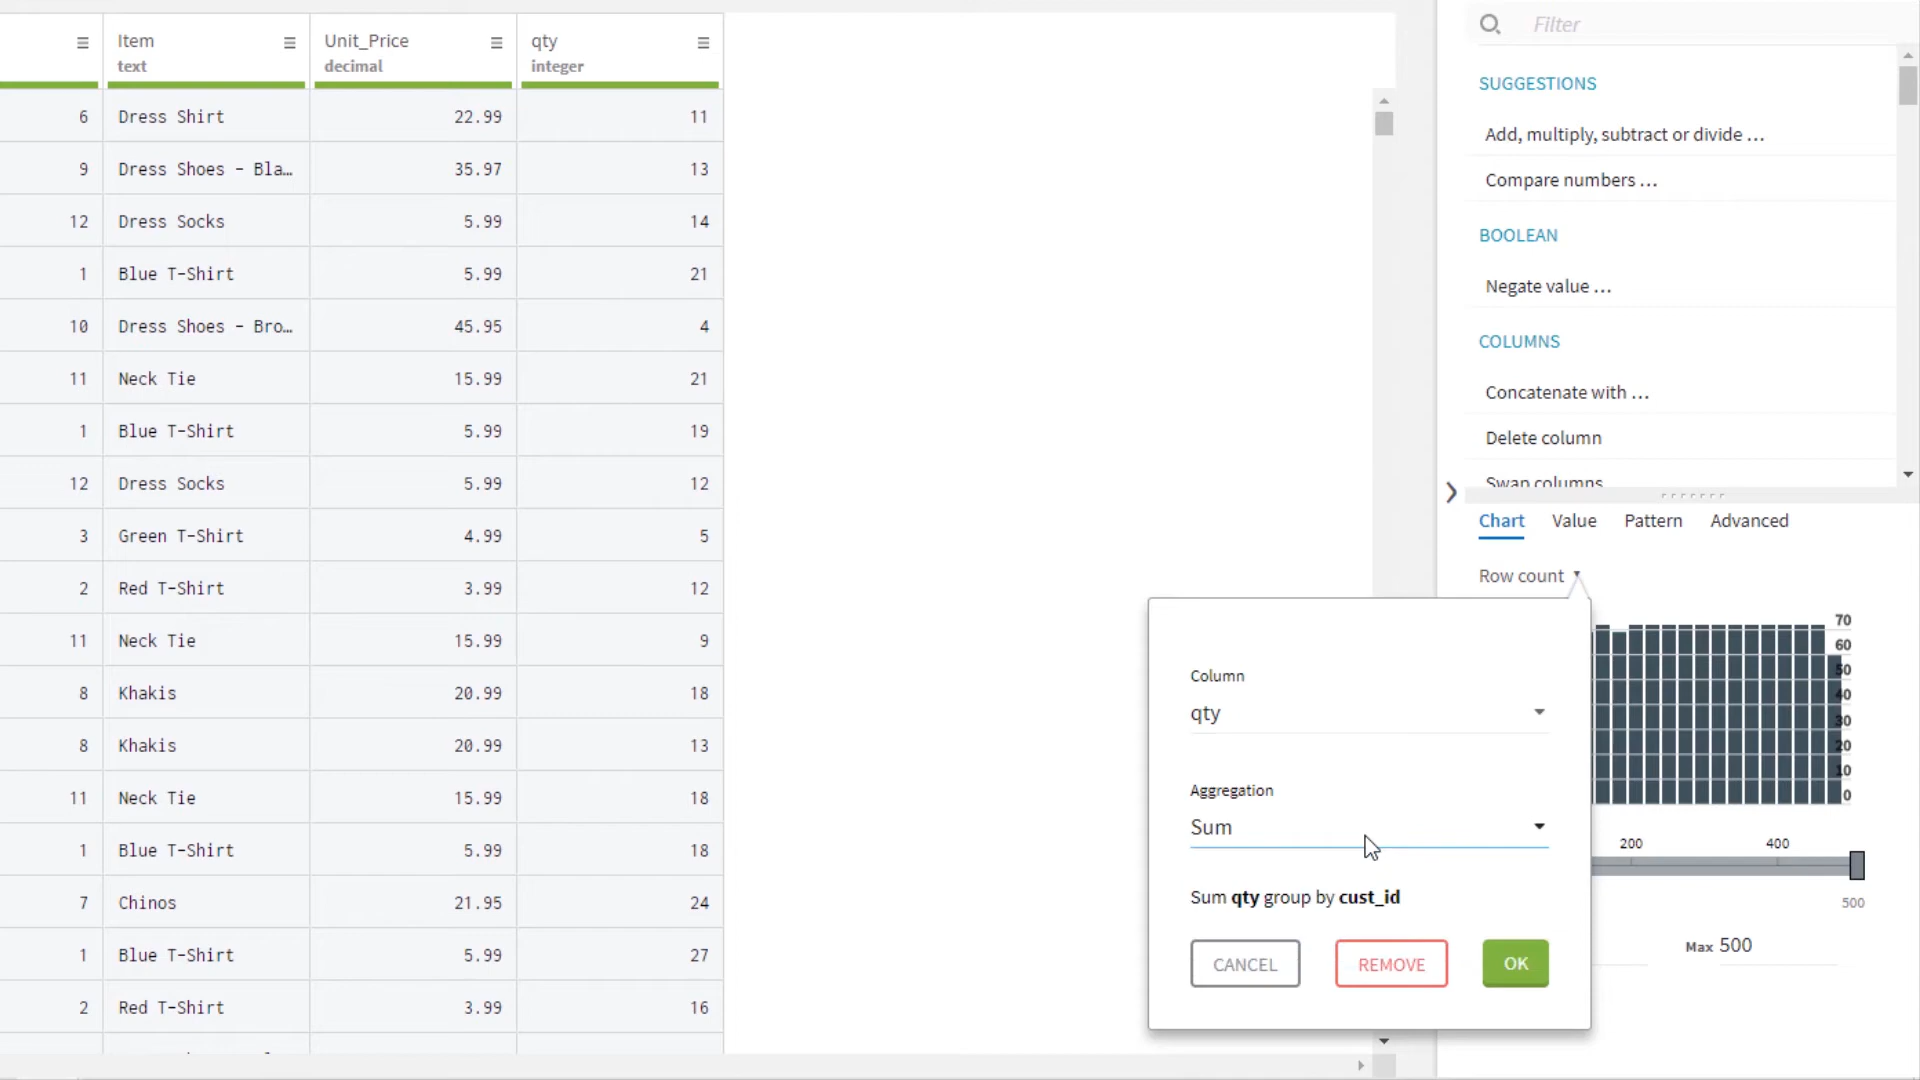 Item
text
Unit_Price
decimal
qty
integer
6 Dress Shirt 22.99 11
9 Dress Shoes - Bla… 35.97 13
12 Dress Socks 5.99 14
1 Blue T-Shirt 5.99 21
10 Dress Shoes - Bro… 45.95 4
11 Neck Tie 15.99 21
1 Blue T-Shirt 5.99 19
12 Dress Socks 5.99 12
3 Green T-Shirt 4.99 5
2 Red T-Shirt 3.99 12
11 Neck Tie 15.99 9
8 Khakis 20.99 18
8 Khakis 20.99 13
11 Neck Tie 15.99 18
1 Blue T-Shirt 5.99 18
7 Chinos 21.95 24
1 Blue T-Shirt 5.99 27
2 Red T-Shirt 3.99 16
Filter
SUGGESTIONS
Add, multiply, subtract or divide …
Compare numbers …
BOOLEAN
Negate value …
COLUMNS
Concatenate with …
Delete column
Swap columns
Chart Value Pattern Advanced
Row count
70
60
50
40
30
20
10
0
200 400
500
Max 500
Column
qty
Aggregation
Sum
Sum qty group by cust_id
CANCEL REMOVE OK